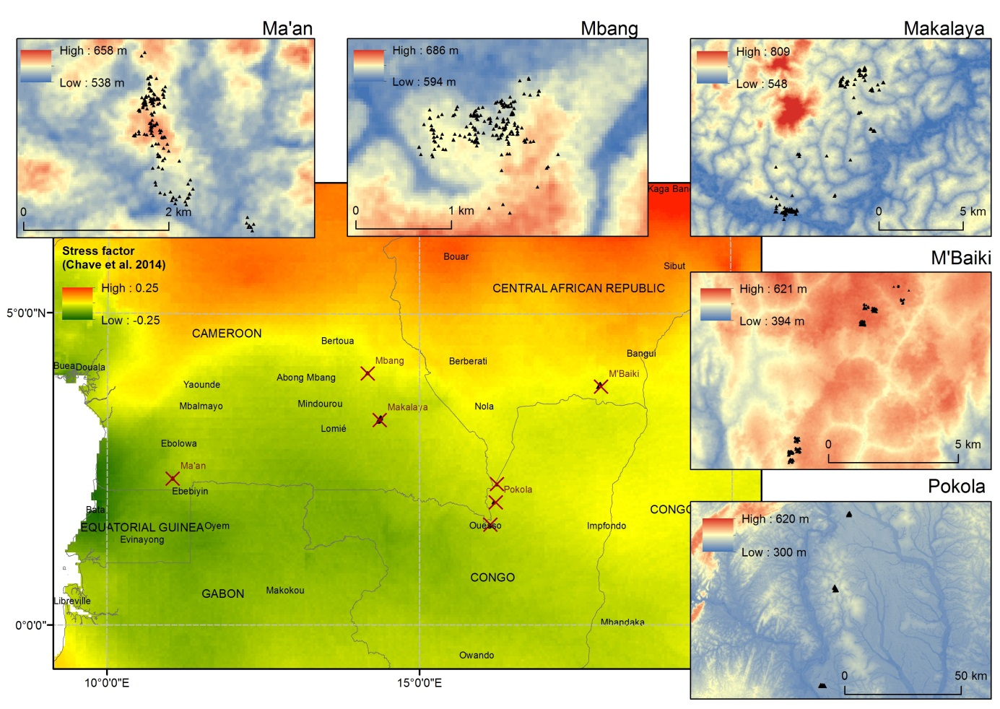 Ma'an
High : 658 m
Low : 538 m
0
2 km
Mbang
High : 686 m
Low : 594 m
0
1 km
Makalaya
High : 809
Low : 548
0
5 km
Kaga Ban
Stress factor
(Chave et al. 2014)
High : 0.25
Low : -0.25
Bouar
Sibut
CENTRAL AFRICAN REPUBLIC
5°0'0"N
CAMEROON
Bertoua
Mbang
Berberati
Bangui
Buea
Douala
Abong Mbang
M'Baiki
Yaounde
Mbalmayo
Mindourou
Makalaya
Nola
Lomié
Ebolowa
Ma'an
Ebebiyin
Pokola
Bata
EQUATORIAL GUINEA
Oyem
Evinayong
Ouesso
Impfondo
CONGO
CONGO
GABON
Makokou
Libreville
Mbandaka
0°0'0"
Owando
10°0'0"E
15°0'0"E
M'Baiki
High : 621 m
Low : 394 m
0
5 km
Pokola
High : 620 m
Low : 300 m
0
50 km